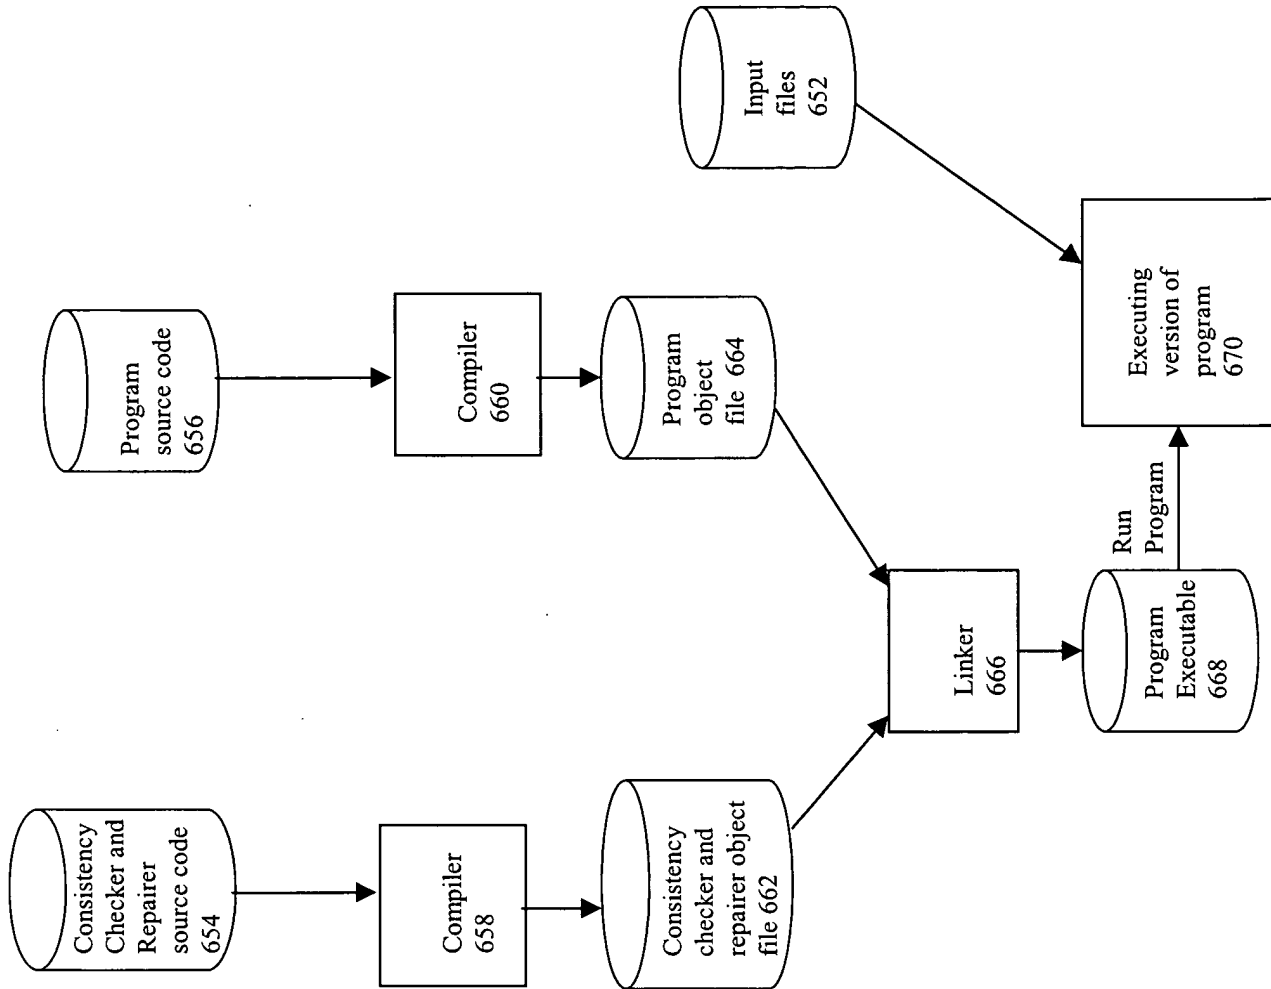 Consistency
Checker and
Repairer
source code
654
Compiler
658
Consistency
checker and
repairer object
file 662
Program
source code
656
Compiler
660
Program
object
file 664
Linker
666
Program
Executable
668
Run
Program
Input
files
652
Executing
version of
program
670